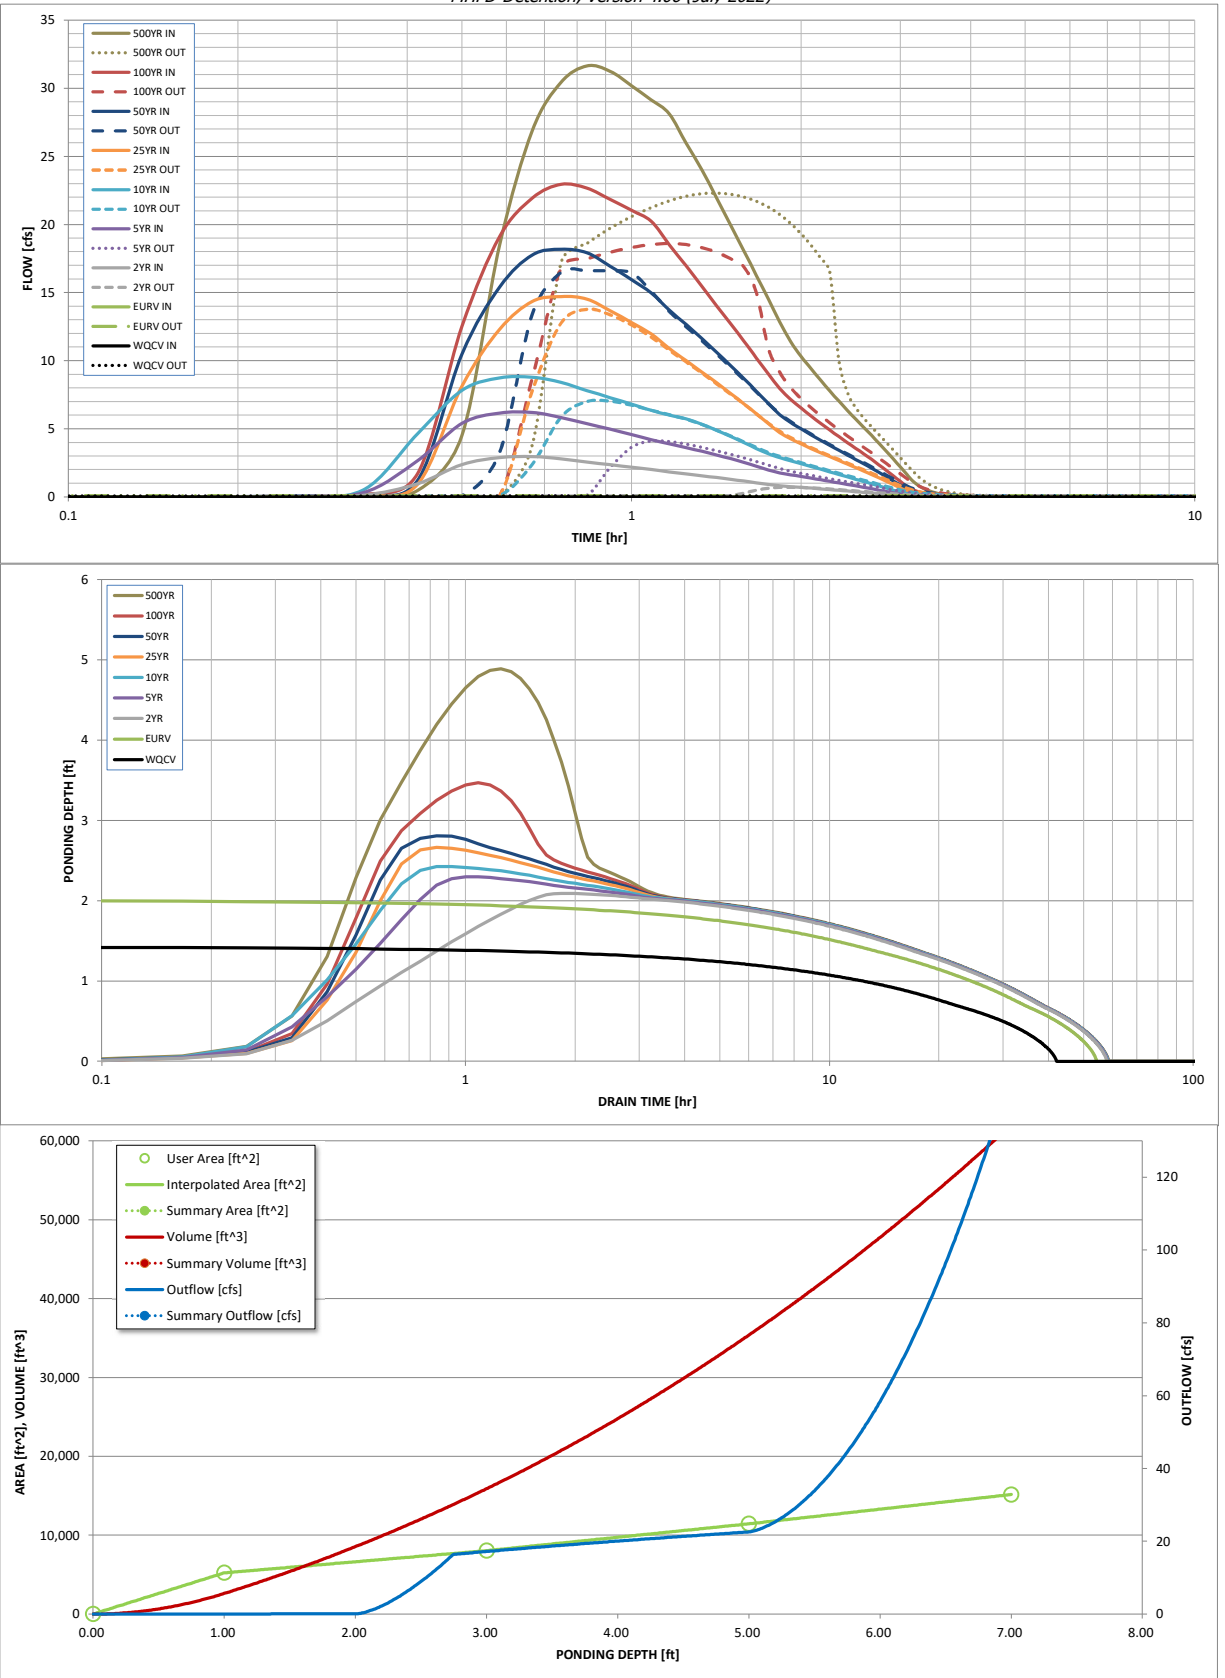 MHFD-Detention, Version 4.06 (July 2022)
35
30
25
20
15
10
5
0
FLOW [cfs]
500YR IN
500YR OUT
100YR IN
100YR OUT
50YR IN
50YR OUT
25YR IN
25YR OUT
10YR IN
10YR OUT
5YR IN
5YR OUT
2YR IN
2YR OUT
EURV IN
EURV OUT
WQCV IN
WQCV OUT
0.1
1
10
TIME [hr]
6
5
4
3
2
1
0
PONDING DEPTH [ft]
500YR
100YR
50YR
25YR
10YR
5YR
2YR
EURV
WQCV
0.1
1
10
100
DRAIN TIME [hr]
60,000
50,000
40,000
30,000
20,000
10,000
0
AREA [ft^2], VOLUME [ft^3]
User Area [ft^2]
Interpolated Area [ft^2]
Summary Area [ft^2]
Volume [ft^3]
Summary Volume [ft^3]
Outflow [cfs]
Summary Outflow [cfs]
120
100
80
60
40
20
0
OUTFLOW [cfs]
0.00
1.00
2.00
3.00
4.00
5.00
6.00
7.00
8.00
PONDING DEPTH [ft]